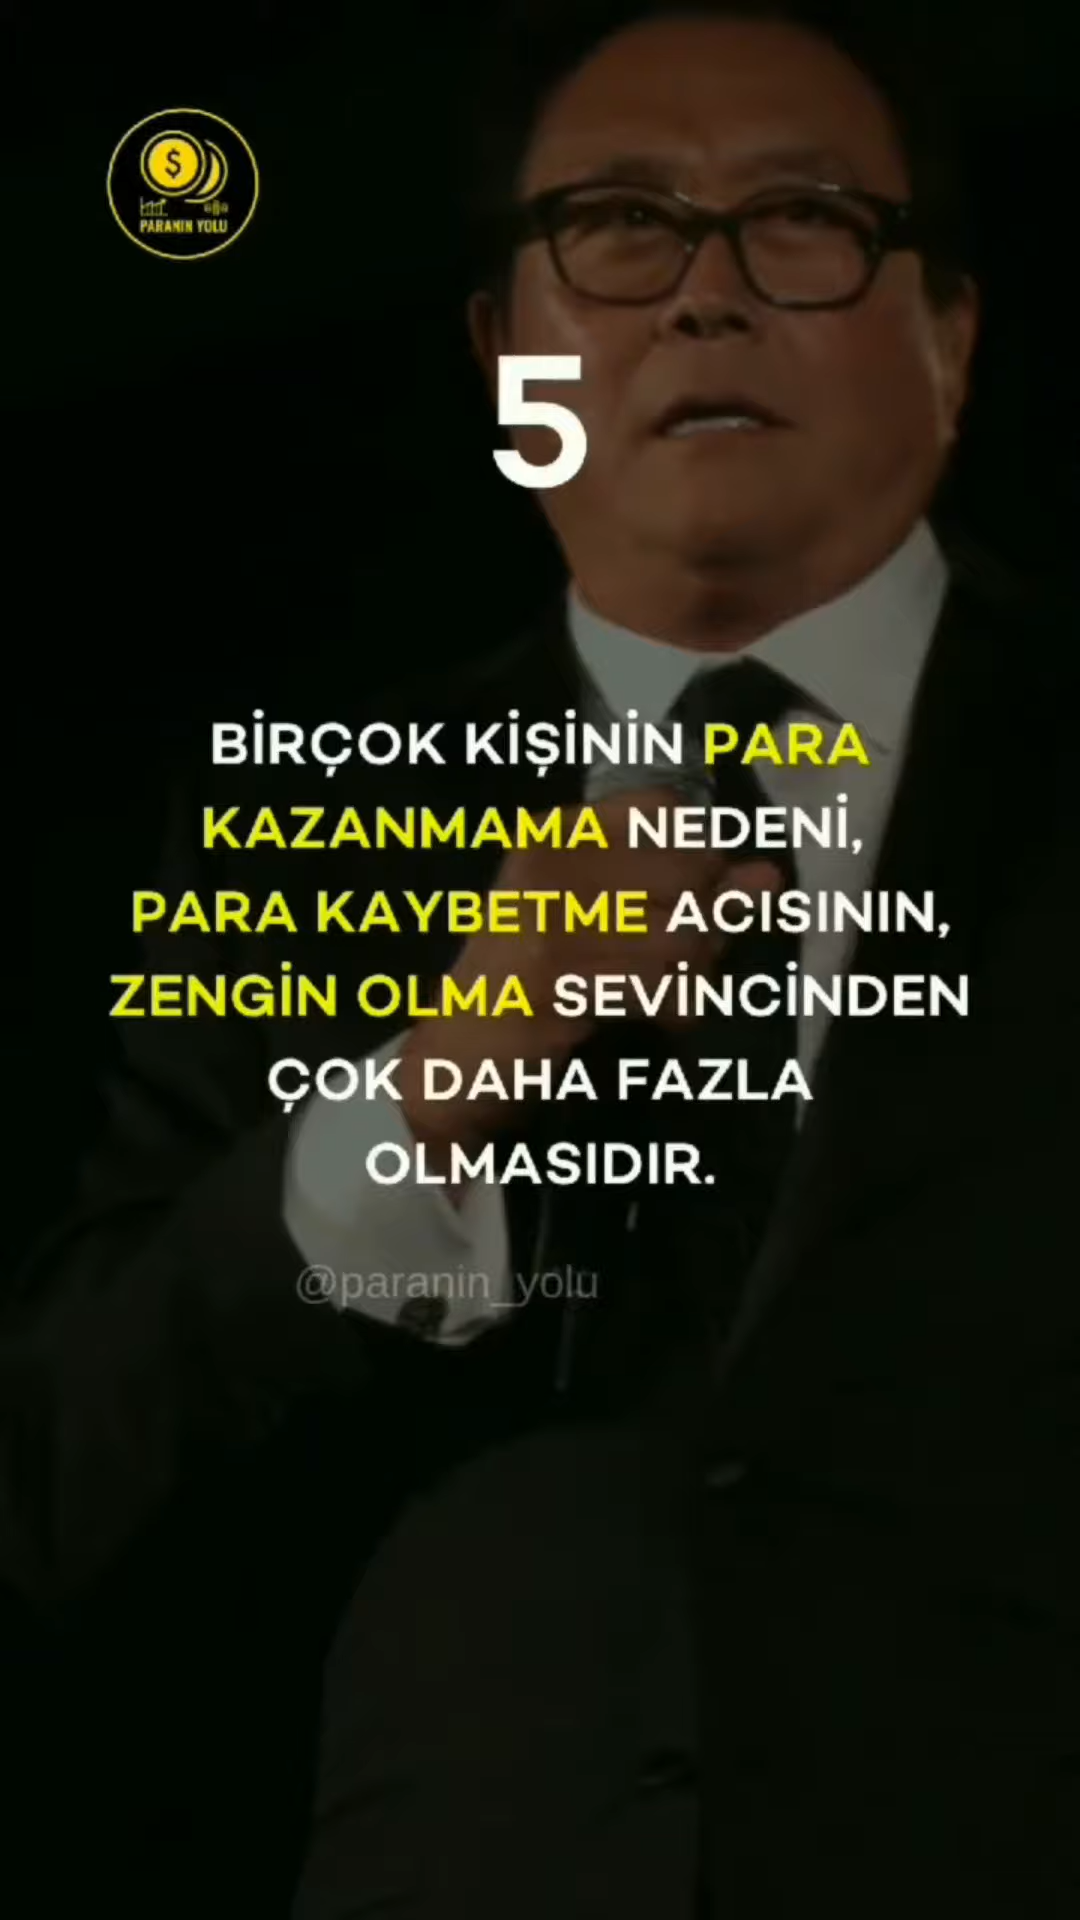 $
PARANIN YOLU
5
BİRÇOK KİŞİNİN PARA
KAZANMAMA NEDENİ,
PARA KAYBETME ACISININ,
ZENGİN OLMA SEVİNCİNDEN
ÇOK DAHA FAZLA
OLMASIDIR.
@paranin_yolu